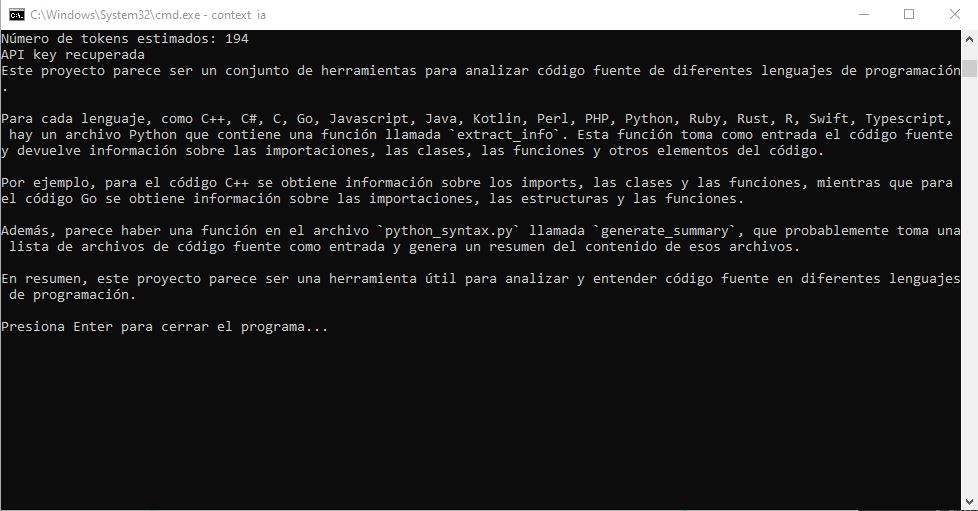 C:\Windows\System32\cmd.exe - context ia
Número de tokens estimados: 194
API key recuperada
Este proyecto parece ser un conjunto de herramientas para analizar código fuente de diferentes lenguajes de programación
.
Para cada lenguaje, como C++, C#, C, Go, Javascript, Java, Kotlin, Perl, PHP, Python, Ruby, Rust, R, Swift, Typescript,
hay un archivo Python que contiene una función llamada `extract_info`. Esta función toma como entrada el código fuente
y devuelve información sobre las importaciones, las clases, las funciones y otros elementos del código.
Por ejemplo, para el código C++ se obtiene información sobre los imports, las clases y las funciones, mientras que para
el código Go se obtiene información sobre las importaciones, las estructuras y las funciones.
Además, parece haber una función en el archivo `python_syntax.py` llamada `generate_summary`, que probablemente toma una
lista de archivos de código fuente como entrada y genera un resumen del contenido de esos archivos.
En resumen, este proyecto parece ser una herramienta útil para analizar y entender código fuente en diferentes lenguajes
de programación.
Presiona Enter para cerrar el programa...